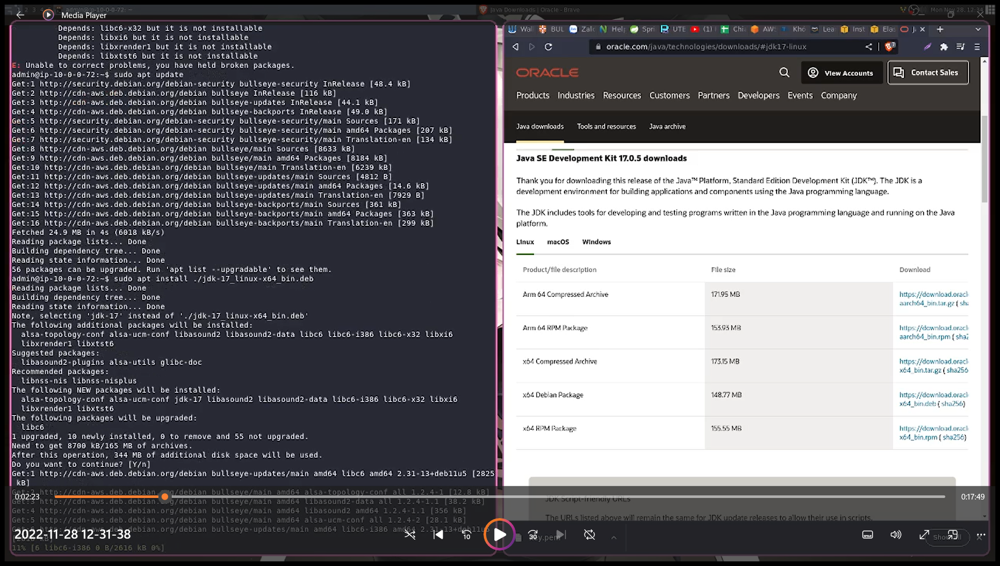 Media Player
admin@ip-10-0-0-72: ~
Java Downloads | Oracle - Brave
Mon Nov 28, 12:34
Depends: libc6-x32 but it is not installable
Depends: libxi6 but it is not installable
Depends: libxrender1 but it is not installable
Depends: libxtst6 but it is not installable
E: Unable to correct problems, you have held broken packages.
admin@ip-10-0-0-72:~$ sudo apt update
Get:1 http://security.debian.org/debian-security bullseye-security InRelease [48.4 kB]
Get:2 http://cdn-aws.deb.debian.org/debian bullseye InRelease [116 kB]
Get:3 http://cdn-aws.deb.debian.org/debian bullseye-updates InRelease [44.1 kB]
Get:4 http://cdn-aws.deb.debian.org/debian bullseye-backports InRelease [49.0 kB]
Get:5 http://security.debian.org/debian-security bullseye-security/main Sources [171 kB]
Get:6 http://security.debian.org/debian-security bullseye-security/main amd64 Packages [207 kB]
Get:7 http://security.debian.org/debian-security bullseye-security/main Translation-en [134 kB]
Get:8 http://cdn-aws.deb.debian.org/debian bullseye/main Sources [8633 kB]
Get:9 http://cdn-aws.deb.debian.org/debian bullseye/main amd64 Packages [8184 kB]
Get:10 http://cdn-aws.deb.debian.org/debian bullseye/main Translation-en [6239 kB]
Get:11 http://cdn-aws.deb.debian.org/debian bullseye-updates/main Sources [4812 B]
Get:12 http://cdn-aws.deb.debian.org/debian bullseye-updates/main amd64 Packages [14.6 kB]
Get:13 http://cdn-aws.deb.debian.org/debian bullseye-updates/main Translation-en [7929 B]
Get:14 http://cdn-aws.deb.debian.org/debian bullseye-backports/main Sources [361 kB]
Get:15 http://cdn-aws.deb.debian.org/debian bullseye-backports/main amd64 Packages [363 kB]
Get:16 http://cdn-aws.deb.debian.org/debian bullseye-backports/main Translation-en [299 kB]
Fetched 24.9 MB in 4s (6018 kB/s)
Reading package lists... Done
Building dependency tree... Done
Reading state information... Done
56 packages can be upgraded. Run 'apt list --upgradable' to see them.
admin@ip-10-0-0-72:~$ sudo apt install ./jdk-17_linux-x64_bin.deb
Reading package lists... Done
Building dependency tree... Done
Reading state information... Done
Note, selecting 'jdk-17' instead of './jdk-17_linux-x64_bin.deb'
The following additional packages will be installed:
alsa-topology-conf alsa-ucm-conf libasound2 libasound2-data libc6 libc6-i386 libc6-x32 libxi6
libxrender1 libxtst6
Suggested packages:
libasound2-plugins alsa-utils glibc-doc
Recommended packages:
libnss-nis libnss-nisplus
The following NEW packages will be installed:
alsa-topology-conf alsa-ucm-conf jdk-17 libasound2 libasound2-data libc6-i386 libc6-x32 libxi6
libxrender1 libxtst6
The following packages will be upgraded:
libc6
1 upgraded, 10 newly installed, 0 to remove and 55 not upgraded.
Need to get 8700 kB/165 MB of archives.
After this operation, 344 MB of additional disk space will be used.
Do you want to continue? [Y/n]
Get:1 http://cdn-aws.deb.debian.org/debian bullseye-updates/main amd64 libc6 amd64 2.31-13+deb11u5 [2825
kB]
Get:2 http://cdn-aws.deb.debian.org/debian bullseye/main amd64 alsa-topology-conf all 1.2.4-1 [12.8 kB]
Get:3 http://cdn-aws.deb.debian.org/debian bullseye/main amd64 libasound2-data all 1.2.4-1.1 [38.2 kB]
Get:4 http://cdn-aws.deb.debian.org/debian bullseye/main amd64 libasound2 amd64 1.2.4-1.1 [356 kB]
Get:5 http://cdn-aws.deb.debian.org/debian bullseye/main amd64 alsa-ucm-conf all 1.2.4-2 [28.1 kB]
Get:6 http://cdn-aws.deb.debian.org/debian bullseye-updates/main amd64 libc6-i386 amd64 2.31-13+deb11u5
11% [6 libc6-i386 0 B/2616 kB 0%]
Wal BUL Zalo Help Spri UTE (1) Chi AWS Khó Lea Inst Elas J
oracle.com/java/technologies/downloads/#jdk17-linux
ORACLE
View Accounts
Contact Sales
Products Industries Resources Customers Partners Developers Events Company
Java downloads Tools and resources Java archive
Java SE Development Kit 17.0.5 downloads
Thank you for downloading this release of the Java™ Platform, Standard Edition Development Kit (JDK™). The JDK is a
development environment for building applications and components using the Java programming language.
The JDK includes tools for developing and testing programs written in the Java programming language and running on the Java
platform.
Linux macOS Windows
Product/file description File size Download
Arm 64 Compressed Archive 171.95 MB https://download.oracl
aarch64_bin.tar.gz ( sha
Arm 64 RPM Package 153.93 MB https://download.oracl
aarch64_bin.rpm ( sha2
x64 Compressed Archive 173.15 MB https://download.oracl
x64_bin.tar.gz ( sha256
x64 Debian Package 148.77 MB https://download.oracl
x64_bin.deb ( sha256)
x64 RPM Package 155.55 MB https://download.oracl
x64_bin.rpm ( sha256)
JDK Script-friendly URLs
The URLs listed above will remain the same for JDK update releases to allow their use in scripts.
key.pem
0:02:23
0:17:49
2022-11-28 12-31-38
10
30